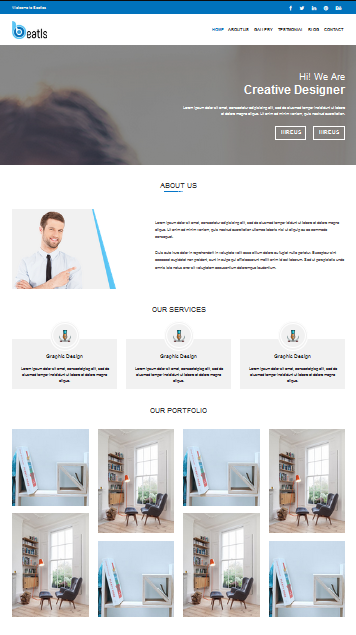 Welcome to Beatles
beatls
HOME ABOUT US GALLERY TESTIMONIAL BLOG CONTACT
Hi! We Are
Creative Designer
Lorem ipsum dolor sit amet, consectetur adipiscing elit, sed do eiusmod tempor incididunt ut labore
et dolore magna aliqua. Ut enim ad minim veniam, quis nostrud exercitation.
HIRE US HIRE US
ABOUT US
Lorem ipsum dolor sit amet, consectetur adipiscing elit, sed do eiusmod tempor incididunt ut labore et dolore magna
aliqua. Ut enim ad minim veniam, quis nostrud exercitation ullamco laboris nisi ut aliquip ex ea commodo
consequat.
Duis aute irure dolor in reprehenderit in voluptate velit esse cillum dolore eu fugiat nulla pariatur. Excepteur sint
occaecat cupidatat non proident, sunt in culpa qui officia deserunt mollit anim id est laborum. Sed ut perspiciatis unde
omnis iste natus error sit voluptatem accusantium doloremque laudantium.
OUR SERVICES
Graphic Design
Lorem ipsum dolor sit amet, consectetur adipiscing elit, sed do
eiusmod tempor incididunt ut labore et dolore magna
aliqua.
Graphic Design
Lorem ipsum dolor sit amet, consectetur adipiscing elit, sed do
eiusmod tempor incididunt ut labore et dolore magna
aliqua.
Graphic Design
Lorem ipsum dolor sit amet, consectetur adipiscing elit, sed do
eiusmod tempor incididunt ut labore et dolore magna
aliqua.
OUR PORTFOLIO